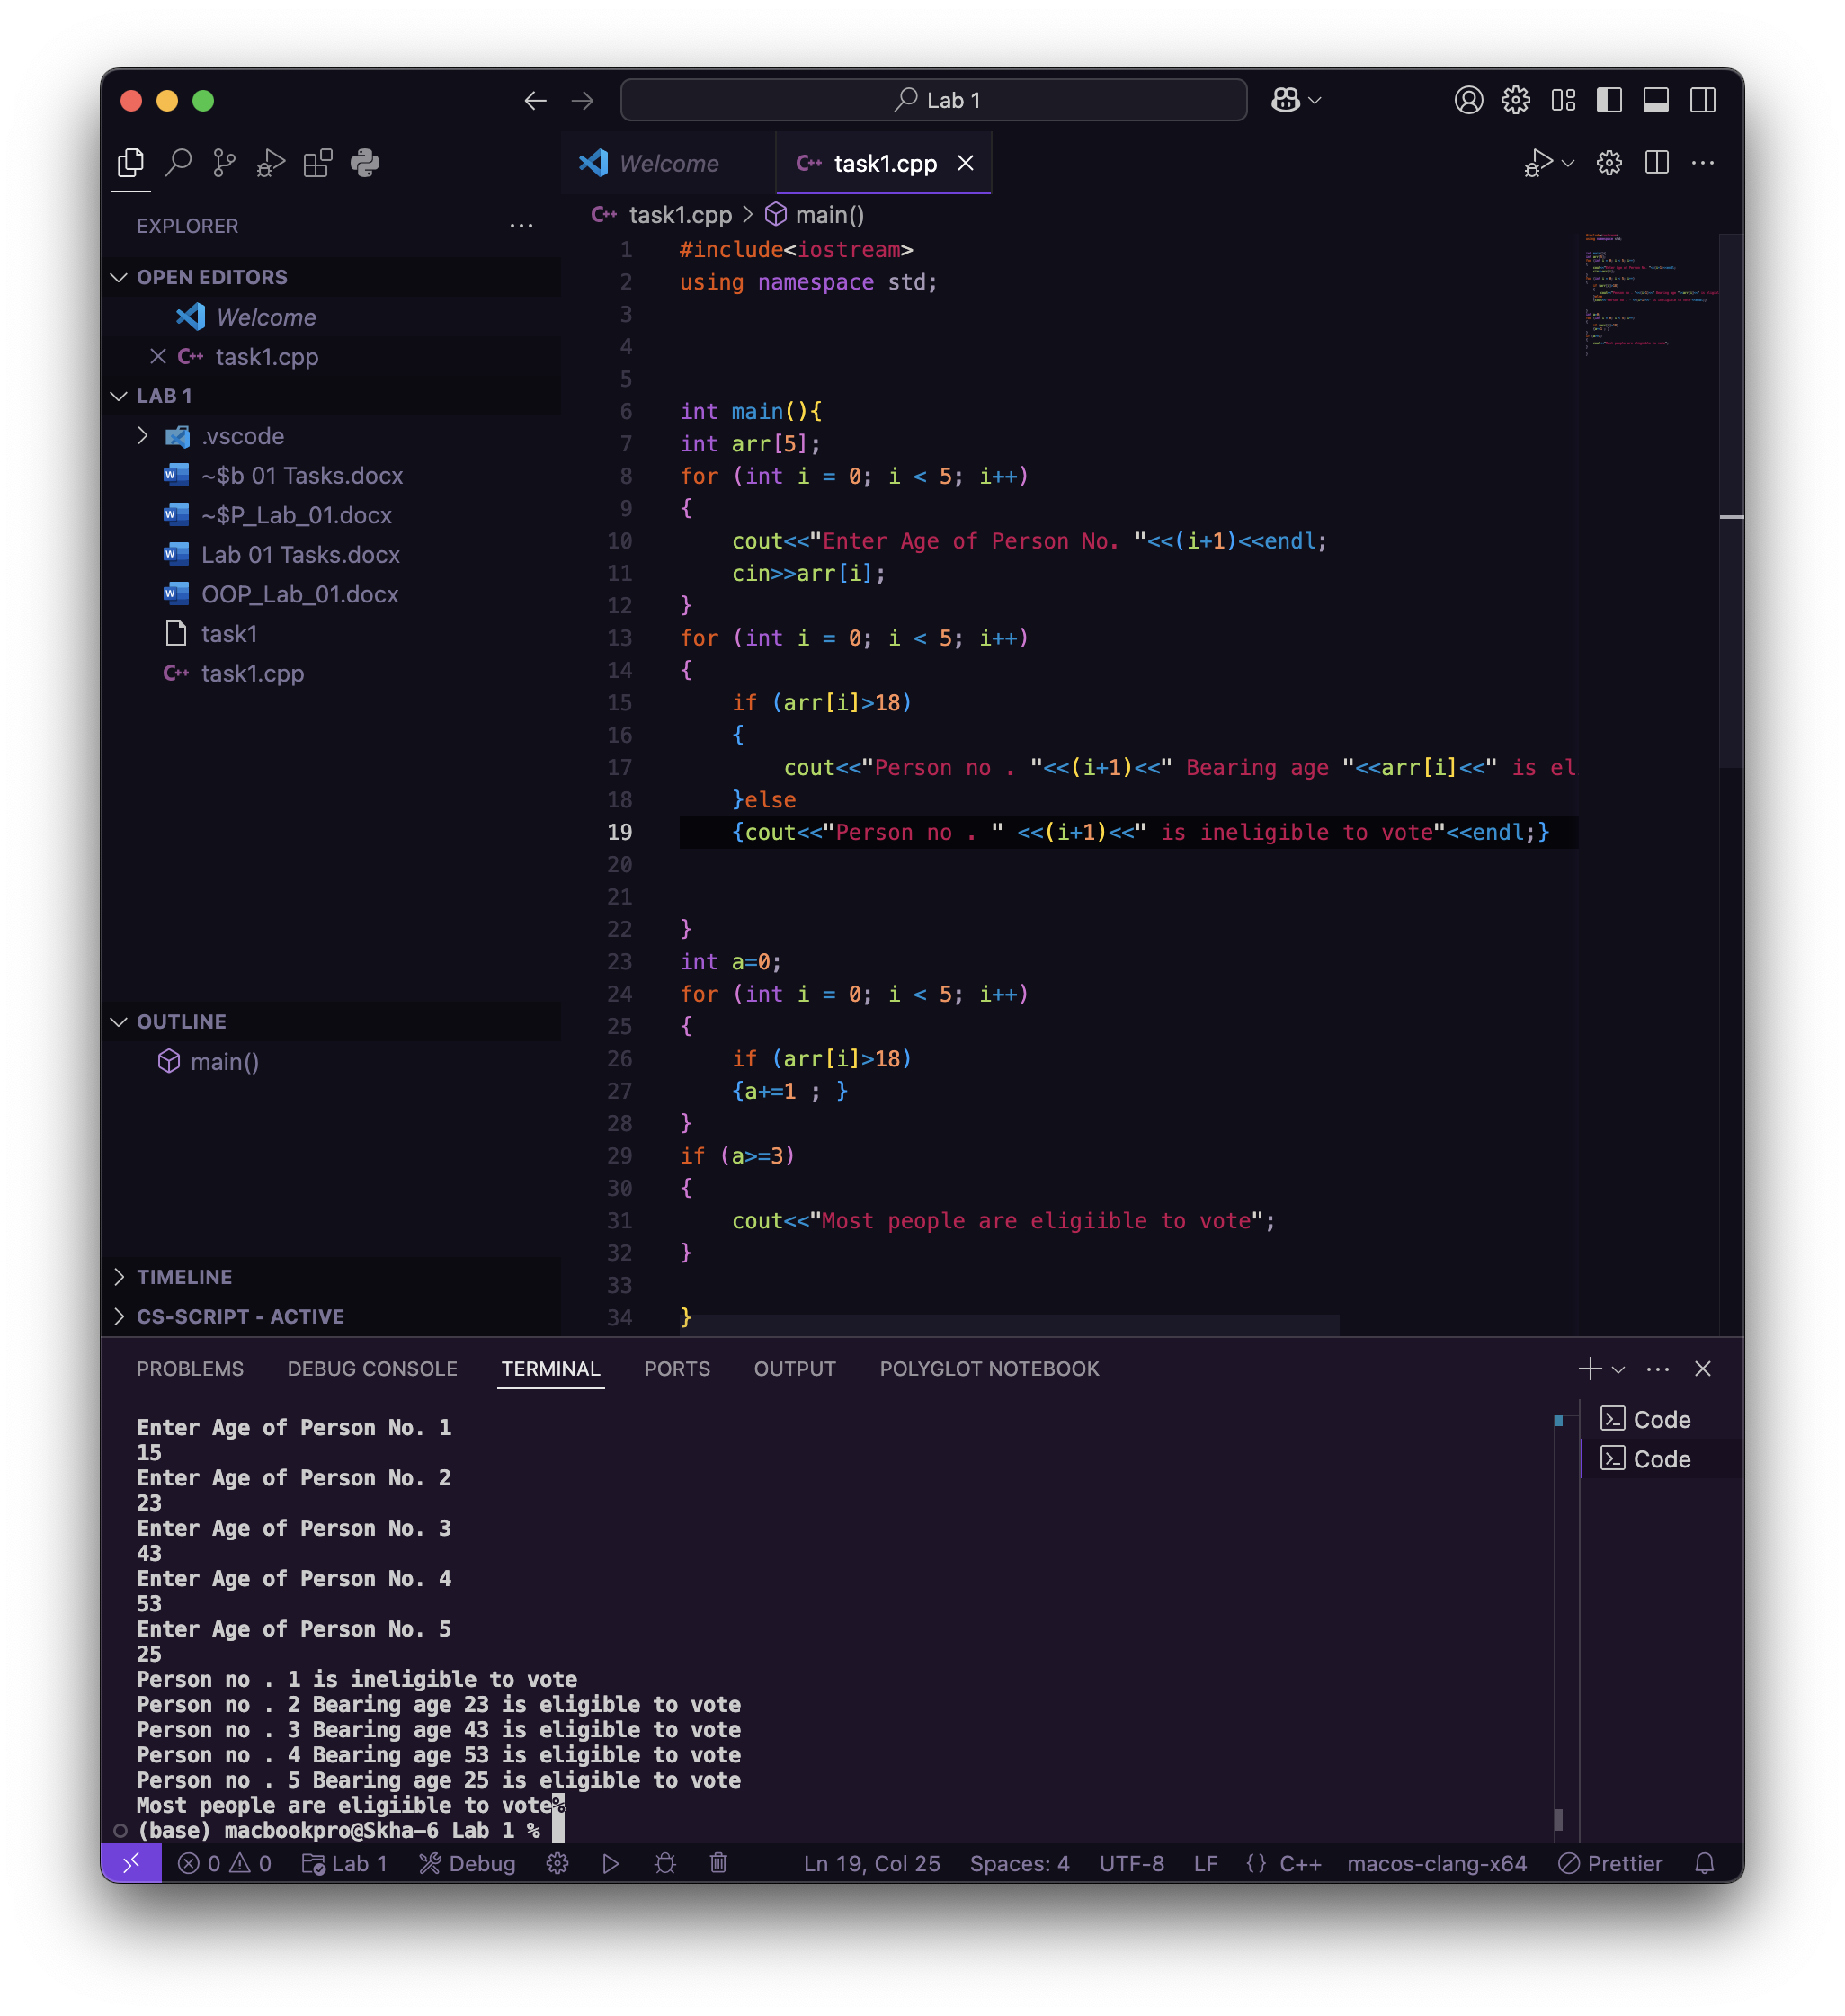 Lab 1
Welcome
C++ task1.cpp
EXPLORER
OPEN EDITORS
Welcome
C++ task1.cpp
LAB 1
.vscode
~$b 01 Tasks.docx
~$P_Lab_01.docx
Lab 01 Tasks.docx
OOP_Lab_01.docx
task1
C++ task1.cpp
OUTLINE
main()
TIMELINE
CS-SCRIPT - ACTIVE
C++ task1.cpp > main()
1 #include<iostream>
2 using namespace std;
3
4
5
6 int main(){
7 int arr[5];
8 for (int i = 0; i < 5; i++)
9 {
10     cout<<"Enter Age of Person No. "<<(i+1)<<endl;
11     cin>>arr[i];
12 }
13 for (int i = 0; i < 5; i++)
14 {
15     if (arr[i]>18)
16     {
17         cout<<"Person no . "<<(i+1)<<" Bearing age "<<arr[i]<<" is el
18     }else
19     {cout<<"Person no . " <<(i+1)<<" is ineligible to vote"<<endl;}
20
21
22 }
23 int a=0;
24 for (int i = 0; i < 5; i++)
25 {
26     if (arr[i]>18)
27     {a+=1 ; }
28 }
29 if (a>=3)
30 {
31     cout<<"Most people are eligiible to vote";
32 }
33
34 }
PROBLEMS DEBUG CONSOLE TERMINAL PORTS OUTPUT POLYGLOT NOTEBOOK
Enter Age of Person No. 1
15
Enter Age of Person No. 2
23
Enter Age of Person No. 3
43
Enter Age of Person No. 4
53
Enter Age of Person No. 5
25
Person no . 1 is ineligible to vote
Person no . 2 Bearing age 23 is eligible to vote
Person no . 3 Bearing age 43 is eligible to vote
Person no . 4 Bearing age 53 is eligible to vote
Person no . 5 Bearing age 25 is eligible to vote
Most people are eligiible to vote%
(base) macbookpro@Skha-6 Lab 1 %
Code
Code
0 0 Lab 1 Debug Ln 19, Col 25 Spaces: 4 UTF-8 LF {} C++ macos-clang-x64 Prettier